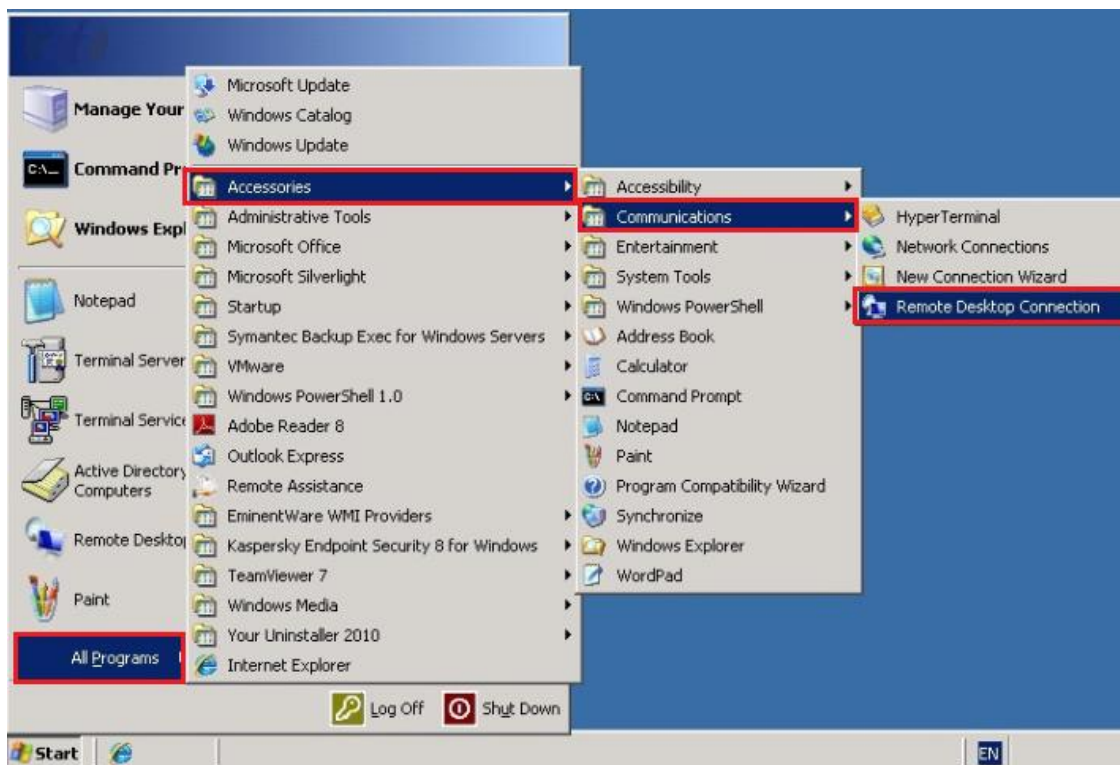 Manage Your
Command Pr
Windows Expl
Notepad
Terminal Server
Terminal Service
Active Directory
Computers
Remote Deskto
Paint
All Programs
Microsoft Update
Windows Catalog
Windows Update
Accessories
Administrative Tools
Microsoft Office
Microsoft Silverlight
Startup
Symantec Backup Exec for Windows Servers
VMware
Windows PowerShell 1.0
Adobe Reader 8
Outlook Express
Remote Assistance
EminentWare WMI Providers
Kaspersky Endpoint Security 8 for Windows
TeamViewer 7
Windows Media
Your Uninstaller 2010
Internet Explorer
Accessibility
Communications
Entertainment
System Tools
Windows PowerShell
Address Book
Calculator
Command Prompt
Notepad
Paint
Program Compatibility Wizard
Synchronize
Windows Explorer
WordPad
HyperTerminal
Network Connections
New Connection Wizard
Remote Desktop Connection
Log Off
Shut Down
Start
EN